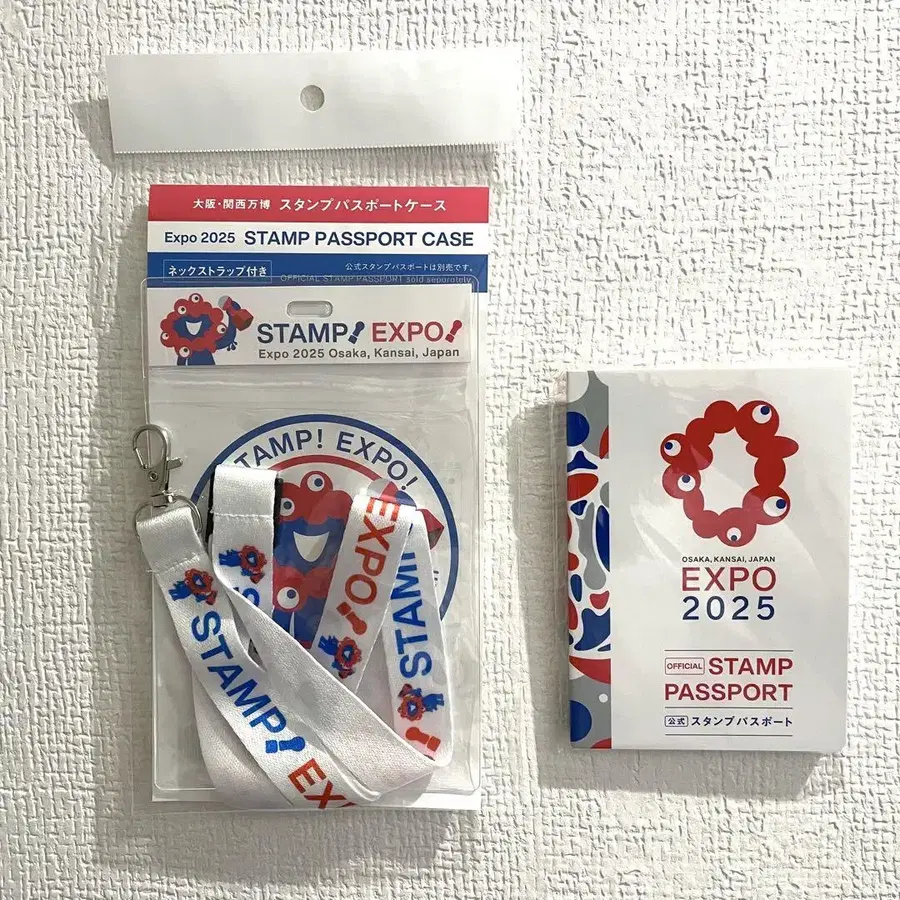 大阪・関西万博 スタンプパスポートケース
Expo 2025 STAMP PASSPORT CASE
ネックストラップ付き
公式スタンプパスポートは別売です。
OFFICIAL STAMP PASSPORT sold separately
STAMP! EXPO!
Expo 2025 Osaka, Kansai, Japan
STAMP! EXPO!
STAMP! EX
EXPO!
STAMP!
OSAKA, KANSAI, JAPAN
EXPO
2025
OFFICIAL STAMP
PASSPORT
公式 スタンプパスポート